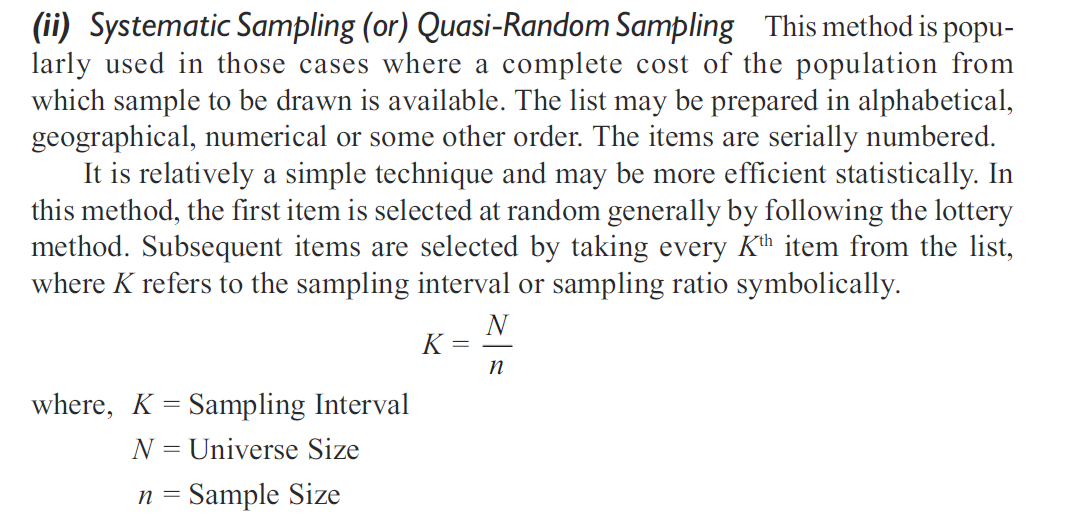 (ii) Systematic Sampling (or) Quasi-Random Sampling This method is popu-
larly used in those cases where a complete cost of the population from
which sample to be drawn is available. The list may be prepared in alphabetical,
geographical, numerical or some other order. The items are serially numbered.
It is relatively a simple technique and may be more efficient statistically. In
this method, the first item is selected at random generally by following the lottery
method. Subsequent items are selected by taking every Kth item from the list,
where K refers to the sampling interval or sampling ratio symbolically.
K = N/n
where, K = Sampling Interval
N = Universe Size
n = Sample Size